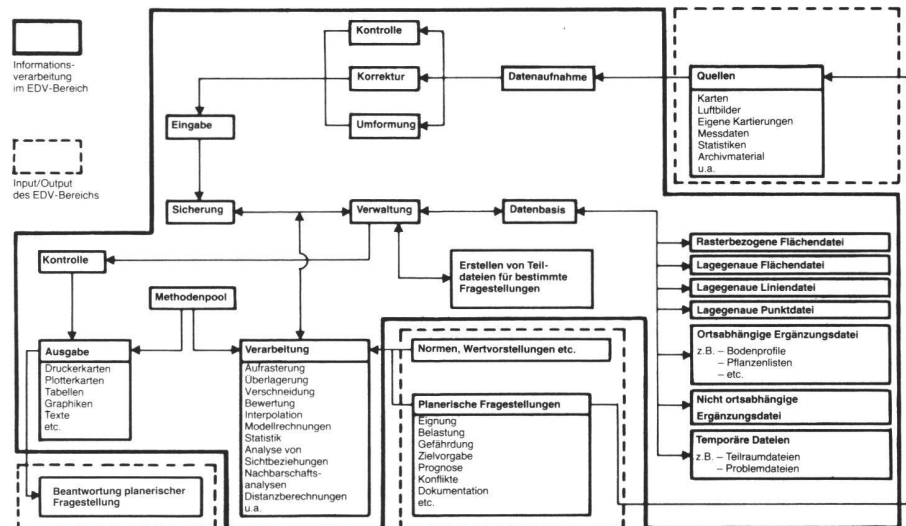 Informations-
verarbeitung
im EDV-Bereich
Input/Output
des EDV-Bereichs
Kontrolle
Korrektur
Umformung
Datenaufnahme
Quellen
Karten
Luftbilder
Eigene Kartierungen
Messdaten
Statistiken
Archivmaterial
u.a.
Eingabe
Sicherung
Verwaltung
Datenbasis
Kontrolle
Erstellen von Teil-
dateien für bestimmte
Fragestellungen
Rasterbezogene Flächendatei
Lagegenaue Flächendatei
Lagegenaue Liniendatei
Lagegenaue Punktdatei
Ortsabhängige Ergänzungsdatei
z.B. – Bodenprofile
– Pflanzenlisten
– etc.
Nicht ortsabhängige
Ergänzungsdatei
Temporäre Dateien
z.B. – Teilraumdateien
– Problemdateien
Methodenpool
Ausgabe
Druckerkarten
Plotterkarten
Tabellen
Graphiken
Texte
etc.
Verarbeitung
Aufrasterung
Überlagerung
Verschneidung
Bewertung
Interpolation
Modellrechnungen
Statistik
Analyse von
Sichtbeziehungen
Nachbarschafts-
analysen
Distanzberechnungen
u.a.
Normen, Wertvorstellungen etc.
Planerische Fragestellungen
Eignung
Belastung
Gefährdung
Zielvorgabe
Prognose
Konflikte
Dokumentation
etc.
Beantwortung planerischer
Fragestellung